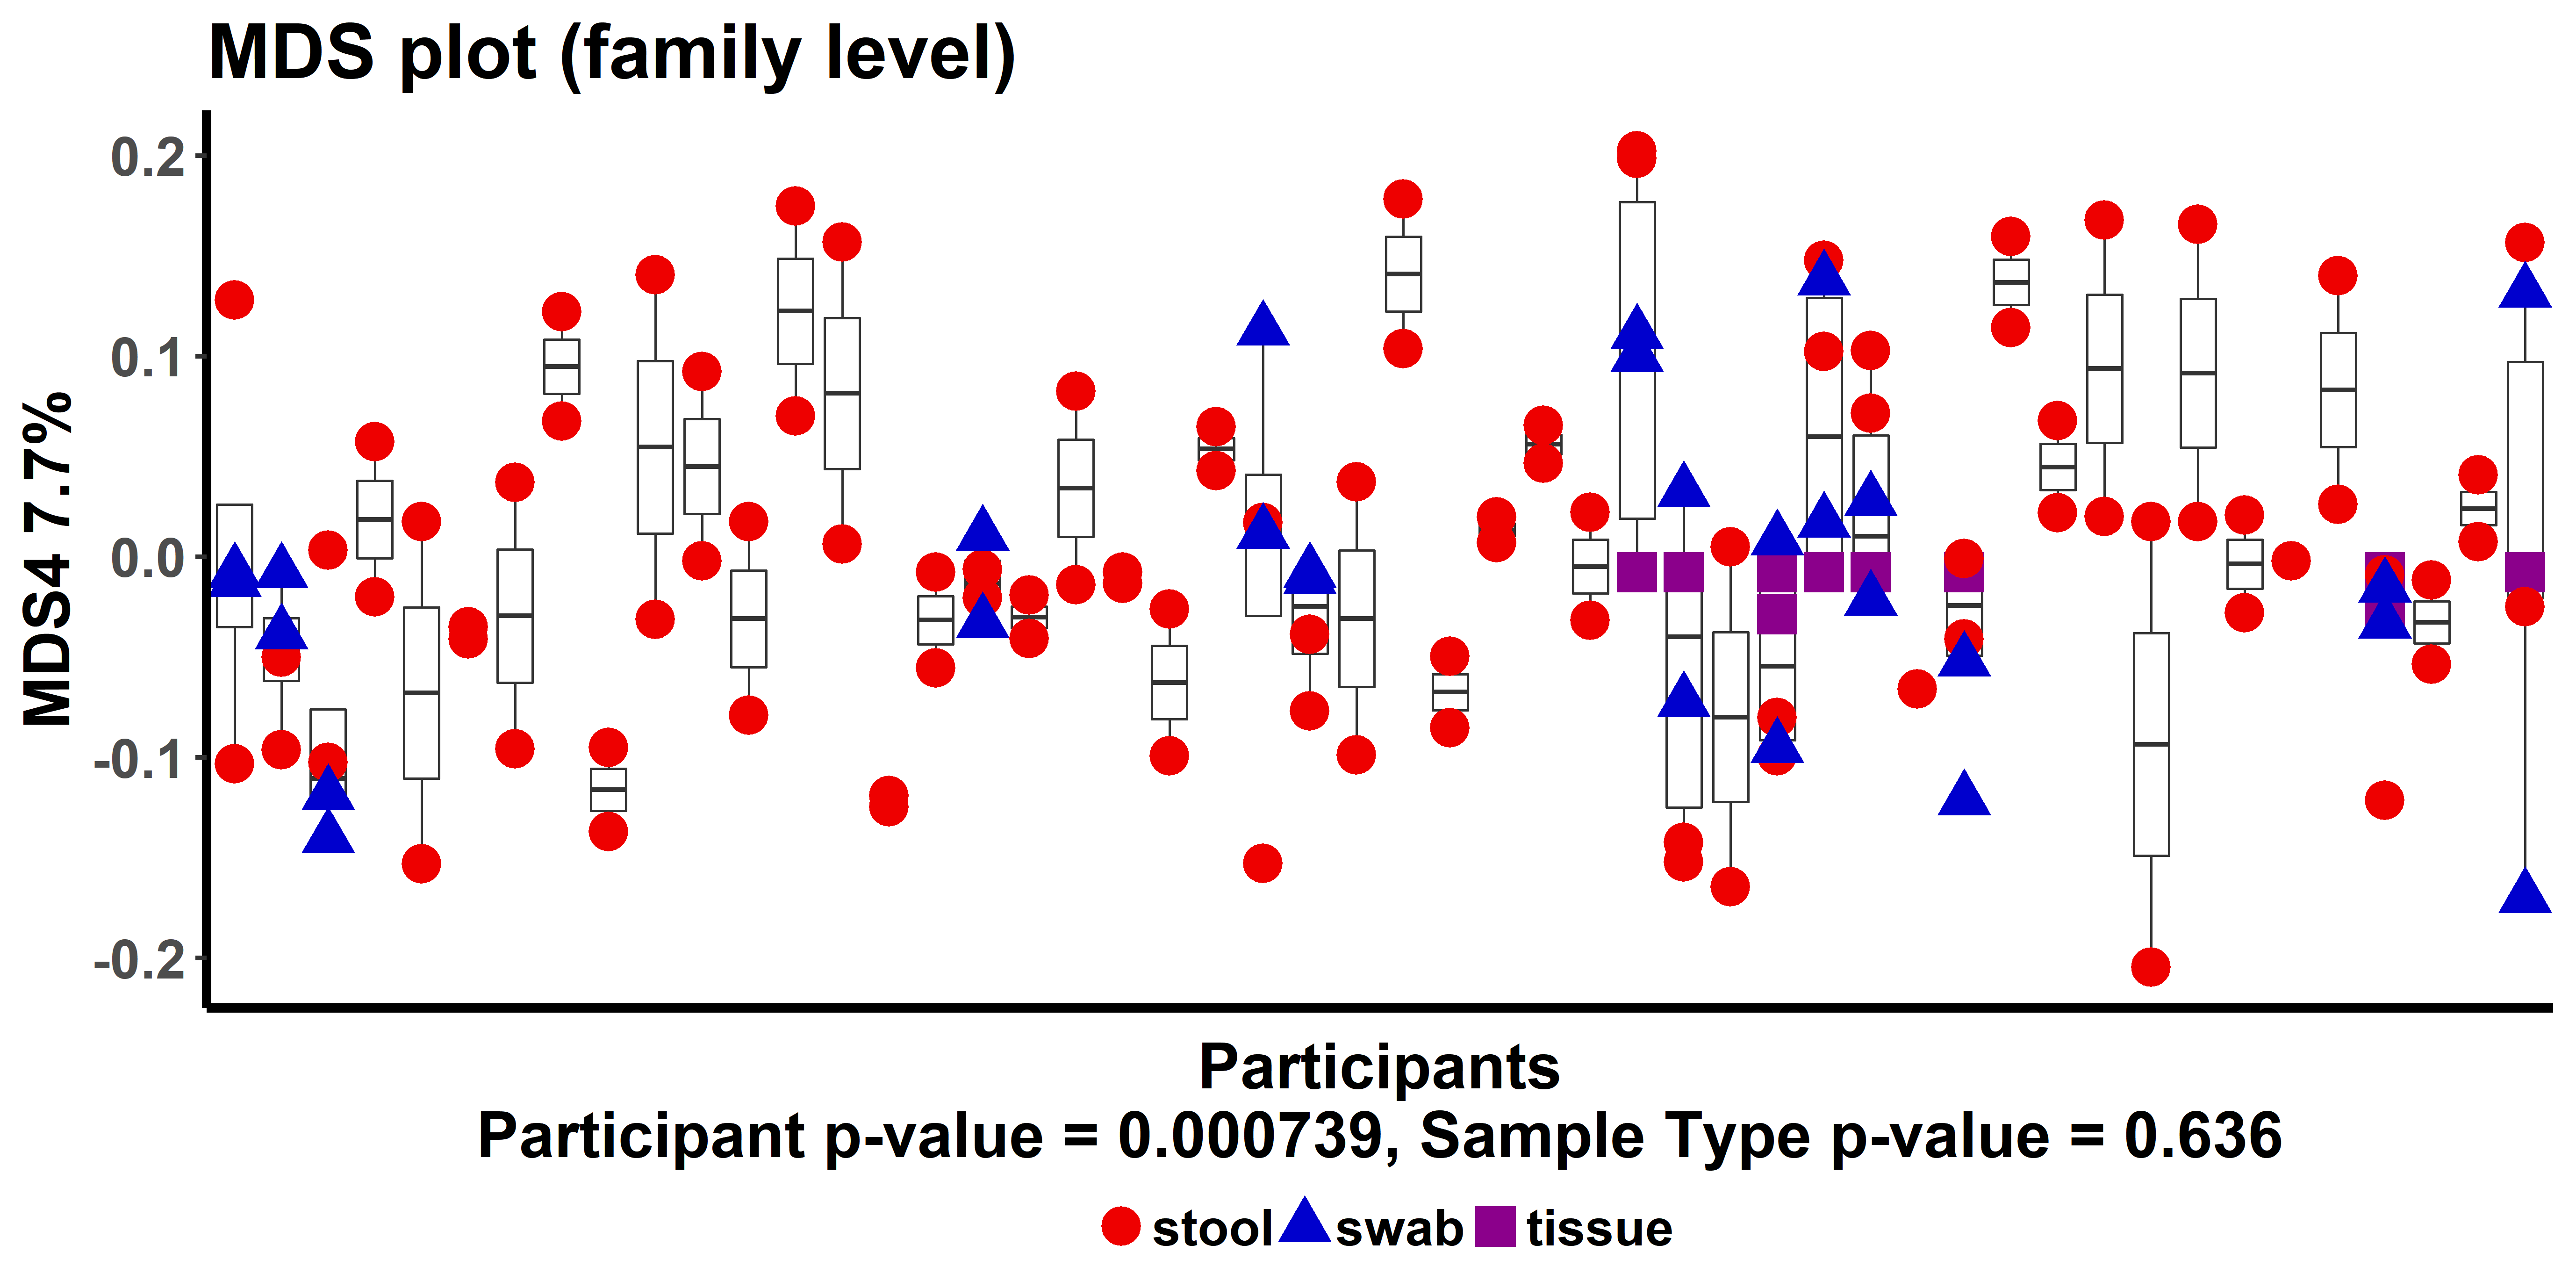 MDS plot (family level)
MDS4 7.7%
0.2
0.1
0.0
-0.1
-0.2
Participants
Participant p-value = 0.000739, Sample Type p-value = 0.636
stool swab tissue